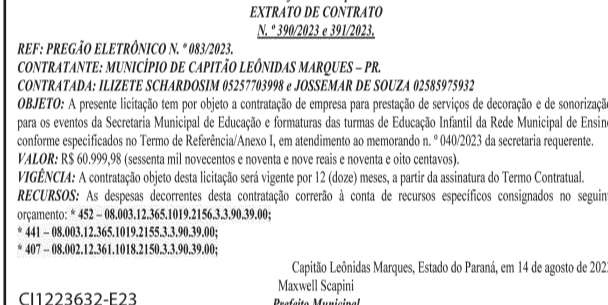 EXTRATO DE CONTRATO
N. º 390/2023 e 391/2023.
REF: PREGÃO ELETRÔNICO N. º 083/2023.
CONTRATANTE: MUNICÍPIO DE CAPITÃO LEÔNIDAS MARQUES – PR.
CONTRATADA: ILIZETE SCHARDOSIM 05257703998 e JOSSEMAR DE SOUZA 02585975932
OBJETO: A presente licitação tem por objeto a contratação de empresa para prestação de serviços de decoração e de sonorização
para os eventos da Secretaria Municipal de Educação e formaturas das turmas de Educação Infantil da Rede Municipal de Ensin
conforme especificados no Termo de Referência/Anexo I, em atendimento ao memorando n. º 040/2023 da secretaria requerente.
VALOR: R$ 60.999,98 (sessenta mil novecentos e noventa e nove reais e noventa e oito centavos).
VIGÊNCIA: A contratação objeto desta licitação será vigente por 12 (doze) meses, a partir da assinatura do Termo Contratual.
RECURSOS: As despesas decorrentes desta contratação correrão à conta de recursos específicos consignados no seguin
orçamento: * 452 – 08.003.12.365.1019.2156.3.3.90.39.00;
* 441 – 08.003.12.365.1019.2155.3.3.90.39.00;
* 407 – 08.002.12.361.1018.2150.3.3.90.39.00;
Capitão Leônidas Marques, Estado do Paraná, em 14 de agosto de 202
Maxwell Scapini
Prefeito Municipal
CI1223632-E23